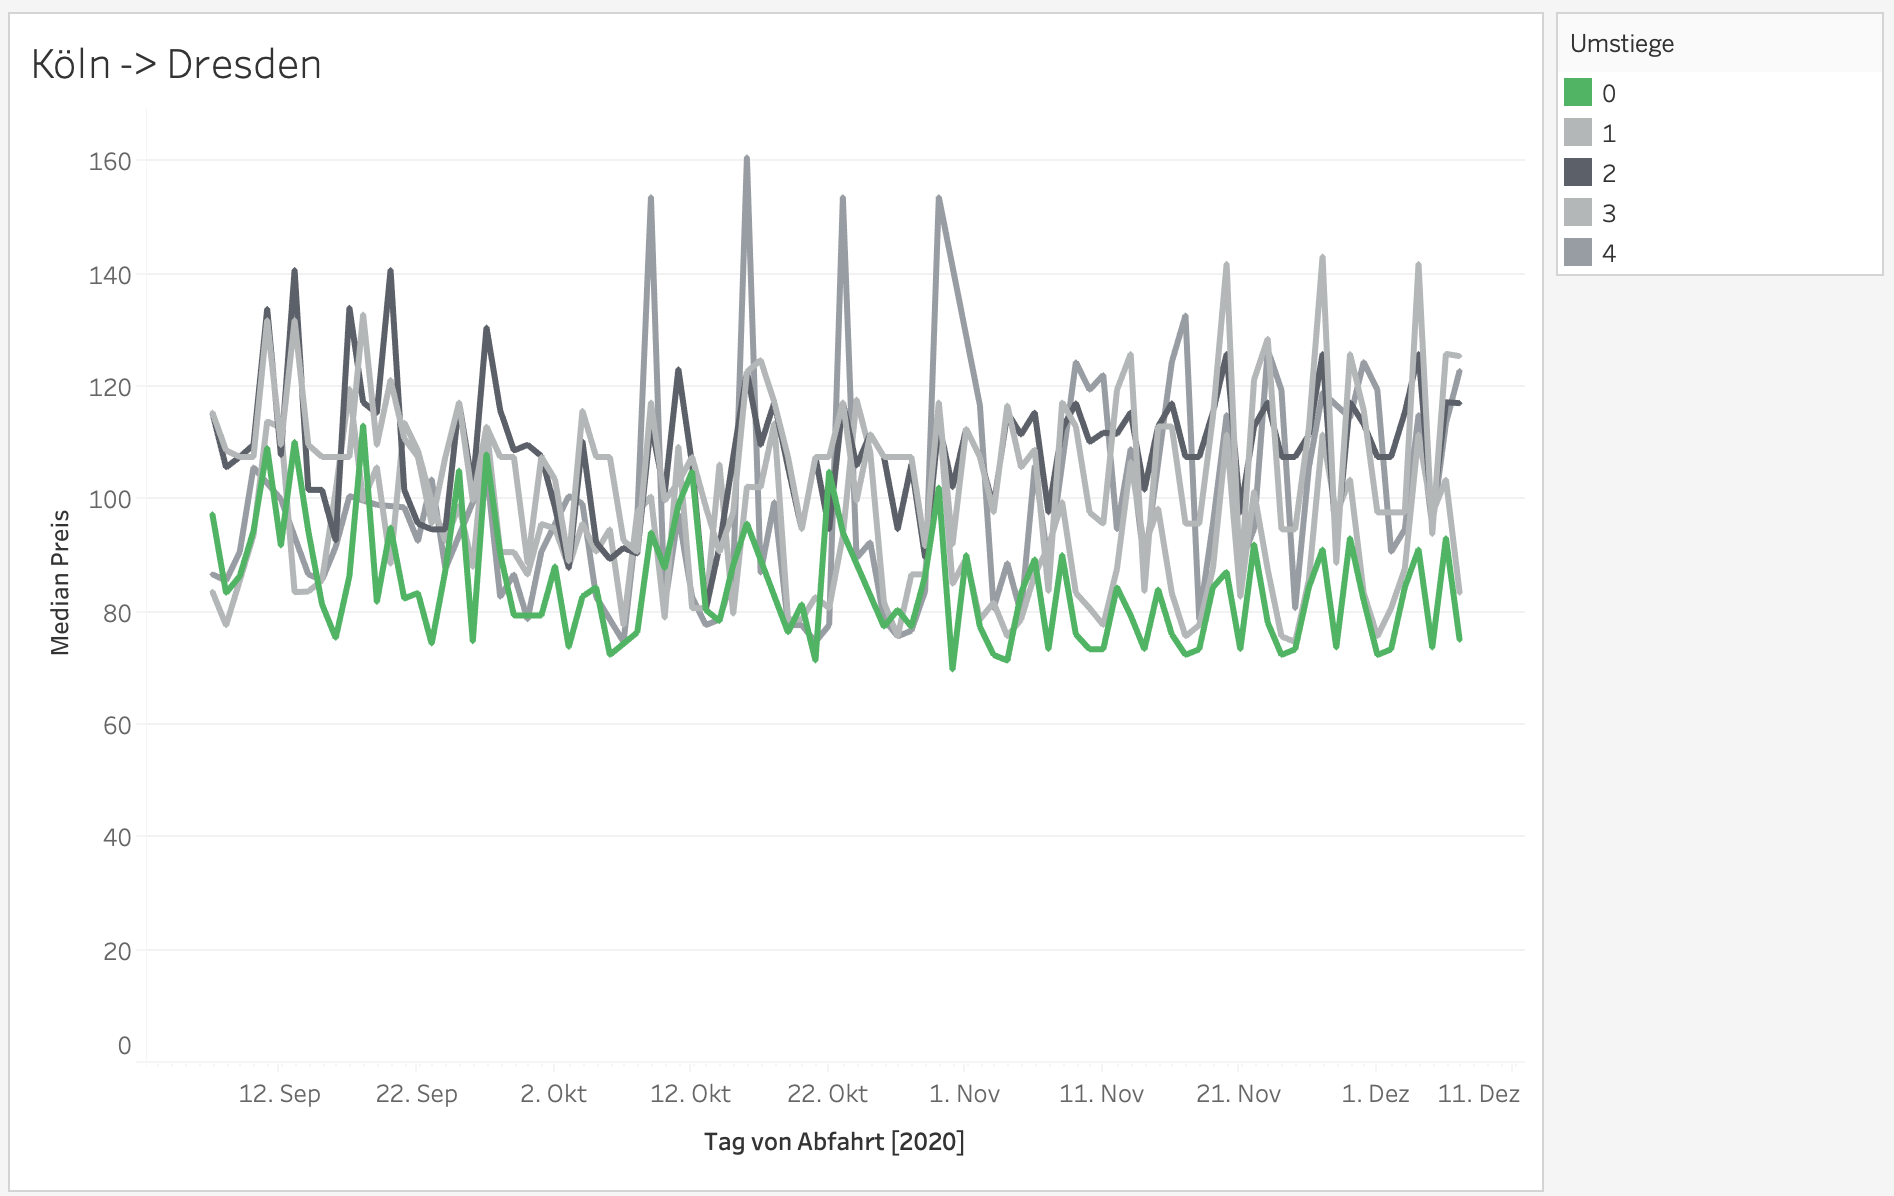 Köln -> Dresden
Umstiege
0
1
2
3
4
160
140
120
100
80
60
40
20
0
Median Preis
12. Sep 22. Sep 2. Okt 12. Okt 22. Okt 1. Nov 11. Nov 21. Nov 1. Dez 11. Dez
Tag von Abfahrt [2020]